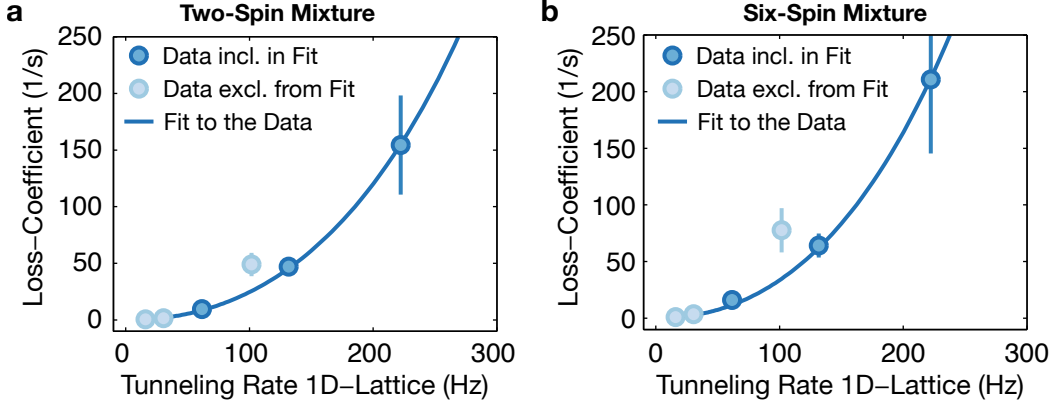 a
Two-Spin Mixture
250
200
150
100
50
0
Loss−Coefficient (1/s)
Data incl. in Fit
Data excl. from Fit
Fit to the Data
0 100 200 300
Tunneling Rate 1D−Lattice (Hz)
b
Six-Spin Mixture
250
200
150
100
50
0
Loss−Coefficient (1/s)
Data incl. in Fit
Data excl. from Fit
Fit to the Data
0 100 200 300
Tunneling Rate 1D−Lattice (Hz)